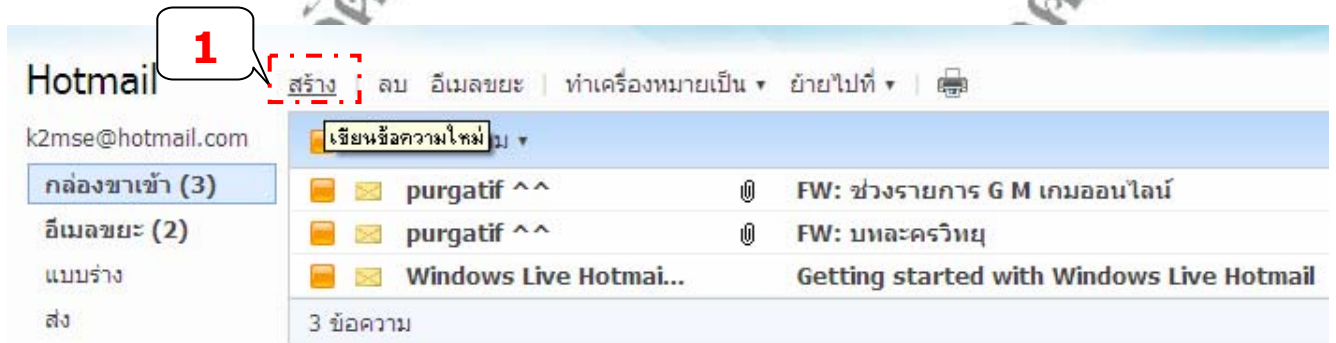 1
Hotmail
สร้าง | ลบ อีเมลขยะ | ทำเครื่องหมายเป็น ย้ายไปที่
k2mse@hotmail.com
เขียนข้อความใหม่
กล่องขาเข้า (3)
purgatif ^^ FW: ช่วงรายการ G M เกมออนไลน์
อีเมลขยะ (2)
purgatif ^^ FW: บทละครวิทยุ
แบบร่าง
Windows Live Hotmai... Getting started with Windows Live Hotmail
ส่ง
3 ข้อความ